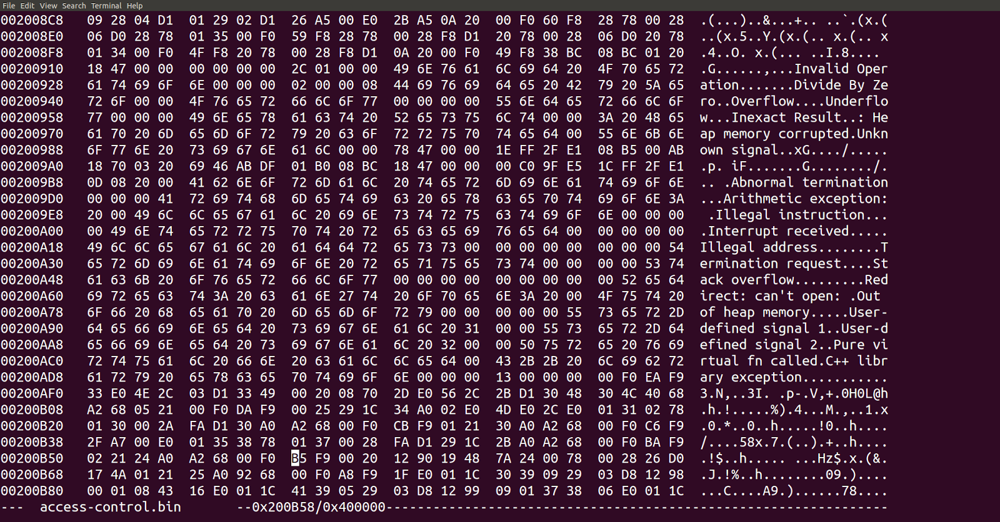 File Edit View Search Terminal Help
002008C8 09 28 04 D1 01 29 02 D1 26 A5 00 E0 2B A5 0A 20 00 F0 60 F8 28 78 00 28 .(...)..&...+.. ..`.(x.(
002008E0 06 D0 28 78 01 35 00 F0 59 F8 28 78 00 28 F8 D1 20 78 00 28 06 D0 20 78 ..(x.5..Y.(x.(.. x.(.. x
002008F8 01 34 00 F0 4F F8 20 78 00 28 F8 D1 0A 20 00 F0 49 F8 38 BC 08 BC 01 20 .4..O. x.(... ..I.8.... 
00200910 18 47 00 00 00 00 00 00 2C 01 00 00 49 6E 76 61 6C 69 64 20 4F 70 65 72 .G......,...Invalid Oper
00200928 61 74 69 6F 6E 00 00 00 02 00 00 08 44 69 76 69 64 65 20 42 79 20 5A 65 ation.......Divide By Ze
00200940 72 6F 00 00 4F 76 65 72 66 6C 6F 77 00 00 00 00 55 6E 64 65 72 66 6C 6F ro..Overflow....Underflo
00200958 77 00 00 00 49 6E 65 78 61 63 74 20 52 65 73 75 6C 74 00 00 3A 20 48 65 w...Inexact Result..: He
00200970 61 70 20 6D 65 6D 6F 72 79 20 63 6F 72 72 75 70 74 65 64 00 55 6E 6B 6E ap memory corrupted.Unkn
00200988 6F 77 6E 20 73 69 67 6E 61 6C 00 00 78 47 00 00 1E FF 2F E1 08 B5 00 AB own signal..xG..../.....
002009A0 18 70 03 20 69 46 AB DF 01 B0 08 BC 18 47 00 00 00 C0 9F E5 1C FF 2F E1 .p. iF.......G......../.
002009B8 0D 08 20 00 41 62 6E 6F 72 6D 61 6C 20 74 65 72 6D 69 6E 61 74 69 6F 6E .. .Abnormal termination
002009D0 00 00 00 41 72 69 74 68 6D 65 74 69 63 20 65 78 63 65 70 74 69 6F 6E 3A ...Arithmetic exception:
002009E8 20 00 49 6C 6C 65 67 61 6C 20 69 6E 73 74 72 75 63 74 69 6F 6E 00 00 00  .Illegal instruction...
00200A00 00 49 6E 74 65 72 72 75 70 74 20 72 65 63 65 69 76 65 64 00 00 00 00 00 .Interrupt received.....
00200A18 49 6C 6C 65 67 61 6C 20 61 64 64 72 65 73 73 00 00 00 00 00 00 00 00 54 Illegal address........T
00200A30 65 72 6D 69 6E 61 74 69 6F 6E 20 72 65 71 75 65 73 74 00 00 00 00 53 74 ermination request....St
00200A48 61 63 6B 20 6F 76 65 72 66 6C 6F 77 00 00 00 00 00 00 00 00 00 52 65 64 ack overflow.........Red
00200A60 69 72 65 63 74 3A 20 63 61 6E 27 74 20 6F 70 65 6E 3A 20 00 4F 75 74 20 irect: can't open: .Out 
00200A78 6F 66 20 68 65 61 70 20 6D 65 6D 6F 72 79 00 00 00 00 00 55 73 65 72 2D of heap memory.....User-
00200A90 64 65 66 69 6E 65 64 20 73 69 67 6E 61 6C 20 31 00 00 55 73 65 72 2D 64 defined signal 1..User-d
00200AA8 65 66 69 6E 65 64 20 73 69 67 6E 61 6C 20 32 00 00 50 75 72 65 20 76 69 efined signal 2..Pure vi
00200AC0 72 74 75 61 6C 20 66 6E 20 63 61 6C 6C 65 64 00 43 2B 2B 20 6C 69 62 72 rtual fn called.C++ libr
00200AD8 61 72 79 20 65 78 63 65 70 74 69 6F 6E 00 00 00 13 00 00 00 00 F0 EA F9 ary exception...........
00200AF0 33 E0 4E 2C 03 D1 33 49 00 20 08 70 2D E0 56 2C 2B D1 30 48 30 4C 40 68 3.N,..3I. .p-.V,+.0H0L@h
00200B08 A2 68 05 21 00 F0 DA F9 00 25 29 1C 34 A0 02 E0 4D E0 2C E0 01 31 02 78 .h.!.....%).4...M.,..1.x
00200B20 01 30 00 2A FA D1 30 A0 A2 68 00 F0 CB F9 01 21 30 A0 A2 68 00 F0 C6 F9 .0.*..0..h.....!0..h....
00200B38 2F A7 00 E0 01 35 38 78 01 37 00 28 FA D1 29 1C 2B A0 A2 68 00 F0 BA F9 /....58x.7.(..).+..h....
00200B50 02 21 24 A0 A2 68 00 F0 B5 F9 00 20 12 90 19 48 7A 24 00 78 00 28 26 D0 .!$..h..... ...Hz$.x.(&.
00200B68 17 4A 01 21 25 A0 92 68 00 F0 A8 F9 1F E0 01 1C 30 39 09 29 03 D8 12 98 .J.!%..h........09.)....
00200B80 00 01 08 43 16 E0 01 1C 41 39 05 29 03 D8 12 99 09 01 37 38 06 E0 01 1C ...C....A9.)......78....
--- access-control.bin --0x200B58/0x400000--------------------------------------------------------------